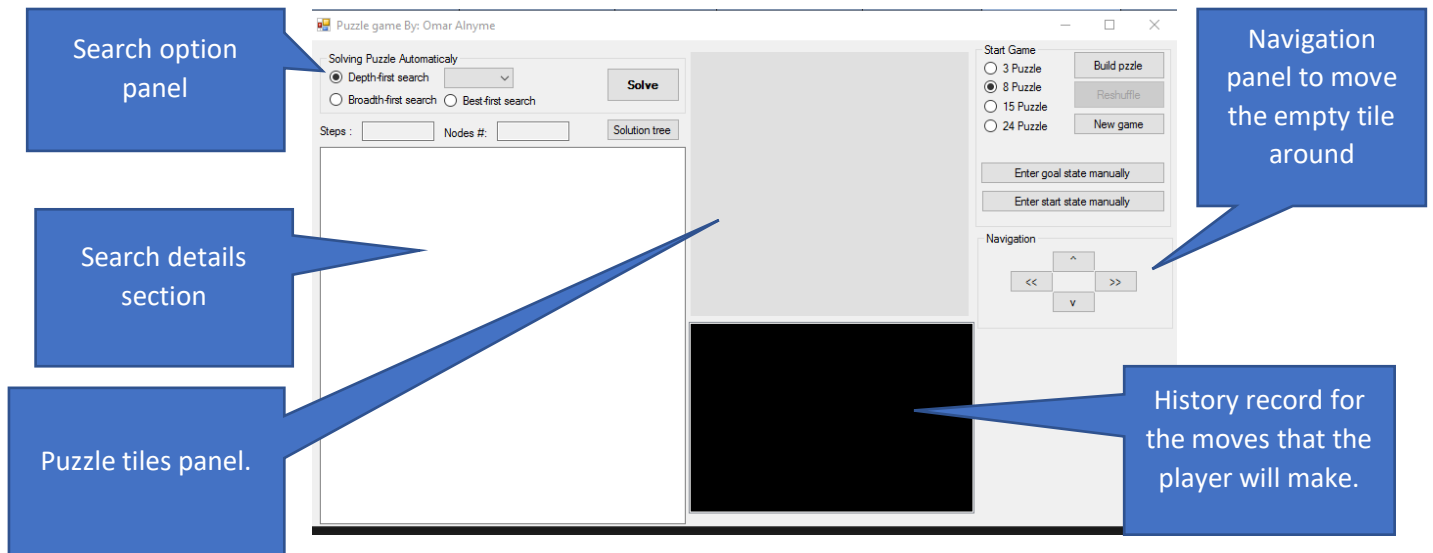 Search option
panel
Search details
section
Puzzle tiles panel.
Puzzle game By: Omar Alnyme
Solving Puzzle Automaticaly
Depth-first search
Broadth-first search
Best-first search
Solve
Steps :
Nodes #:
Solution tree
Start Game
3 Puzzle
8 Puzzle
15 Puzzle
24 Puzzle
Build pzzle
Reshuffle
New game
Enter goal state manually
Enter start state manually
Navigation
^
<<
>>
v
Navigation
panel to move
the empty tile
around
History record for
the moves that the
player will make.